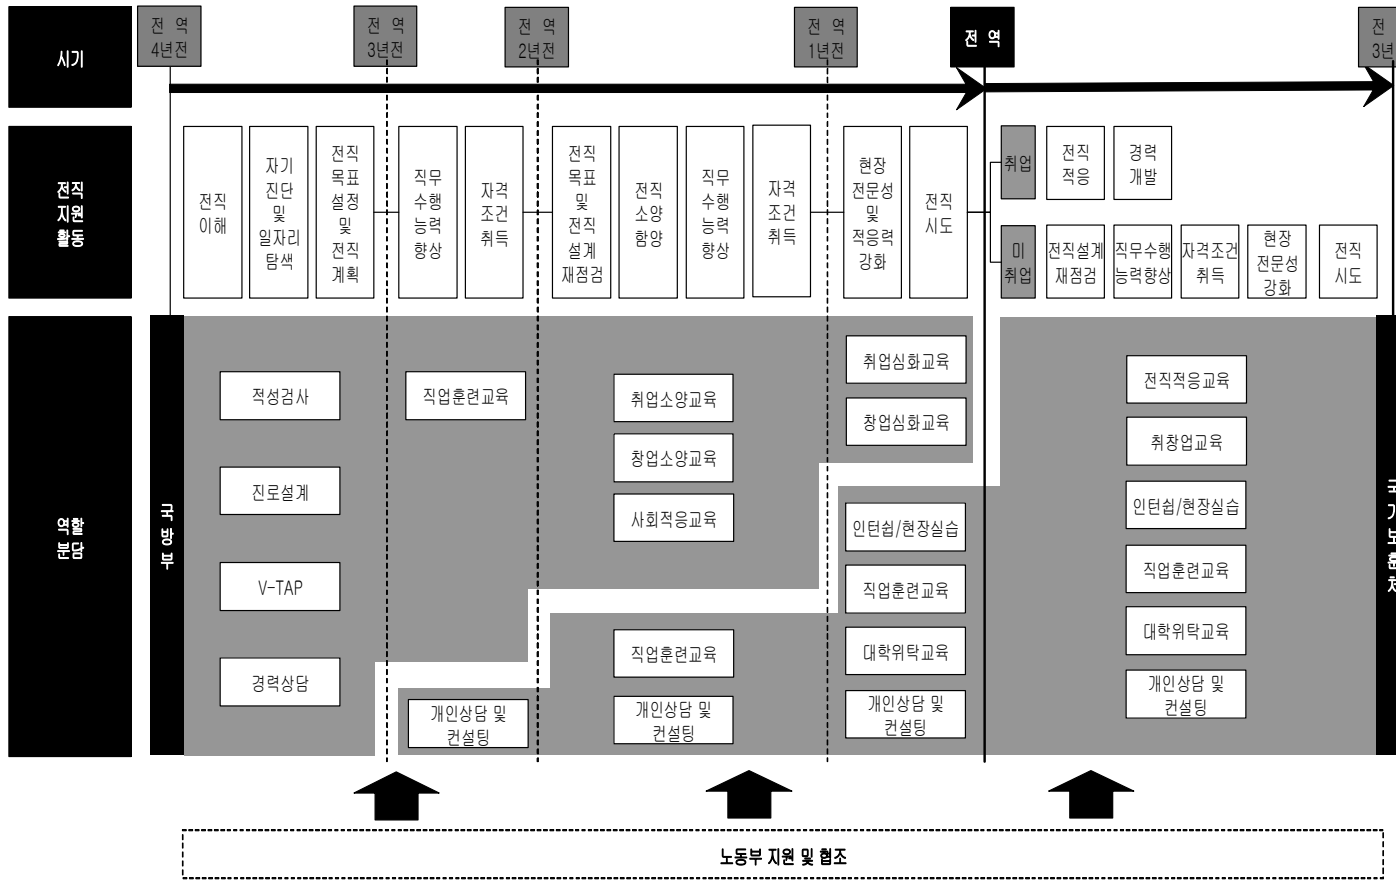 시기
전 역
4년전
전 역
3년전
전 역
2년전
전 역
1년전
전 역
전
3년
전직
지원
활동
전직
이해
자기
진단
및
일자리
탐색
전직
목표
설정
및
전직
계획
직무
수행
능력
향상
자격
조건
취득
전직
목표
및
전직
설계
재점검
전직
소양
함양
직무
수행
능력
향상
자격
조건
취득
현장
전문성
및
적응력
강화
전직
시도
취업
전직
적응
경력
개발
미
취업
전직설계
재점검
직무수행
능력향상
자격조건
취득
현장
전문성
강화
전직
시도
역할
분담
국
방
부
적성검사
진로설계
V-TAP
경력상담
직업훈련교육
개인상담 및
컨설팅
취업소양교육
창업소양교육
사회적응교육
직업훈련교육
개인상담 및
컨설팅
취업심화교육
창업심화교육
인턴쉽/현장실습
직업훈련교육
대학위탁교육
개인상담 및
컨설팅
전직적응교육
취창업교육
인턴쉽/현장실습
직업훈련교육
대학위탁교육
개인상담 및
컨설팅
국
가
보
훈
처
노동부 지원 및 협조